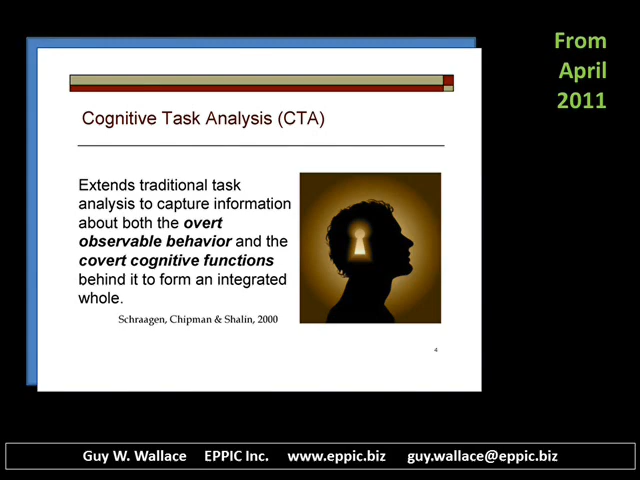 From
April
2011
Cognitive Task Analysis (CTA)
Extends traditional task
analysis to capture information
about both the overt
observable behavior and the
covert cognitive functions
behind it to form an integrated
whole.
Schraagen, Chipman & Shalin, 2000
4
Guy W. Wallace EPPIC Inc. www.eppic.biz guy.wallace@eppic.biz